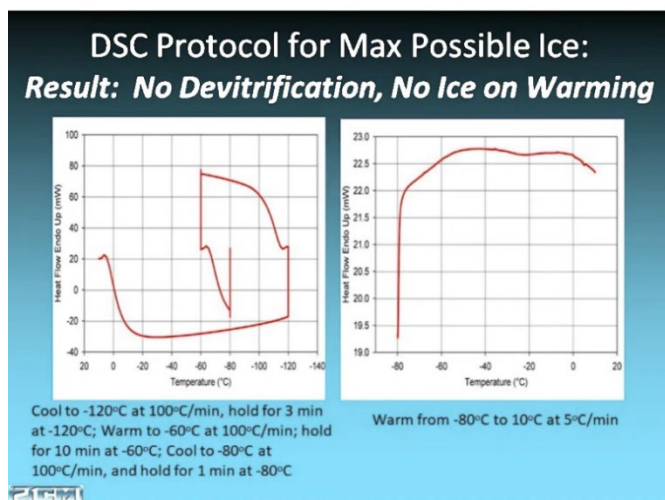 DSC Protocol for Max Possible Ice:
Result: No Devitrification, No Ice on Warming
Heat Flow Endo Up (mW)
100
80
60
40
20
0
-20
-40
20 0 -20 -40 -60 -80 -100 -120 -140
Temperature (°C)
Heat Flow Endo Up (mW)
23.0
22.5
22.0
21.5
21.0
20.5
20.0
19.5
19.0
-80 -60 -40 -20 0 20
Temperature (°C)
Cool to -120°C at 100°C/min, hold for 3 min
at -120°C; Warm to -60°C at 100°C/min; hold
for 10 min at -60°C; Cool to -80°C at
100°C/min, and hold for 1 min at -80°C
Warm from -80°C to 10°C at 5°C/min